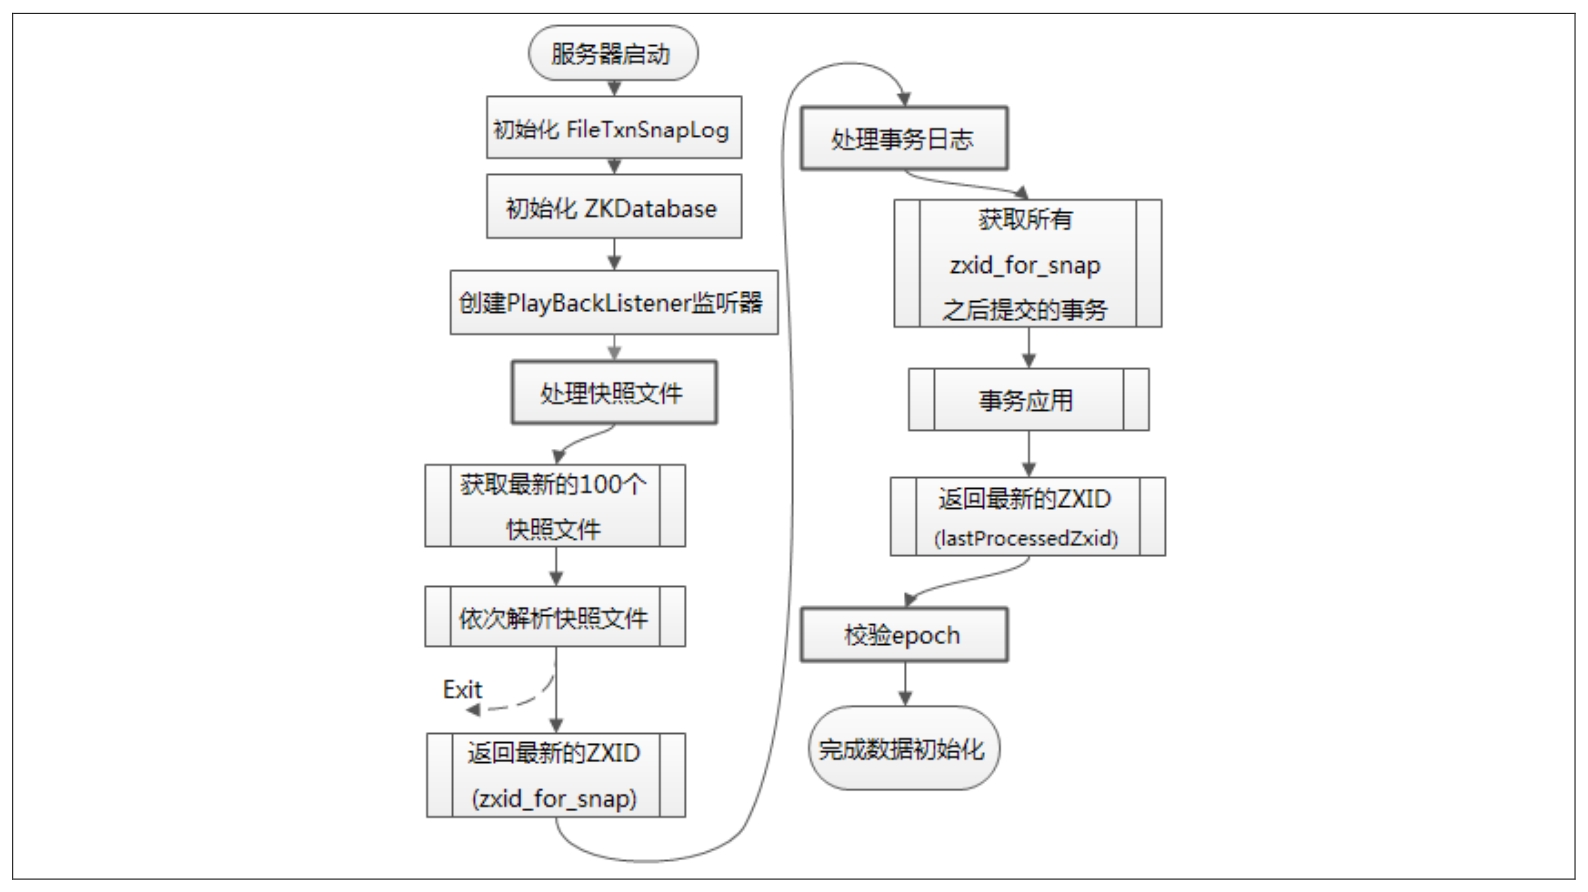 服务器启动
初始化 FileTxnSnapLog
初始化 ZKDatabase
创建PlayBackListener监听器
处理快照文件
获取最新的100个
快照文件
依次解析快照文件
Exit
返回最新的ZXID
(zxid_for_snap)
处理事务日志
获取所有
zxid_for_snap
之后提交的事务
事务应用
返回最新的ZXID
(lastProcessedZxid)
校验epoch
完成数据初始化